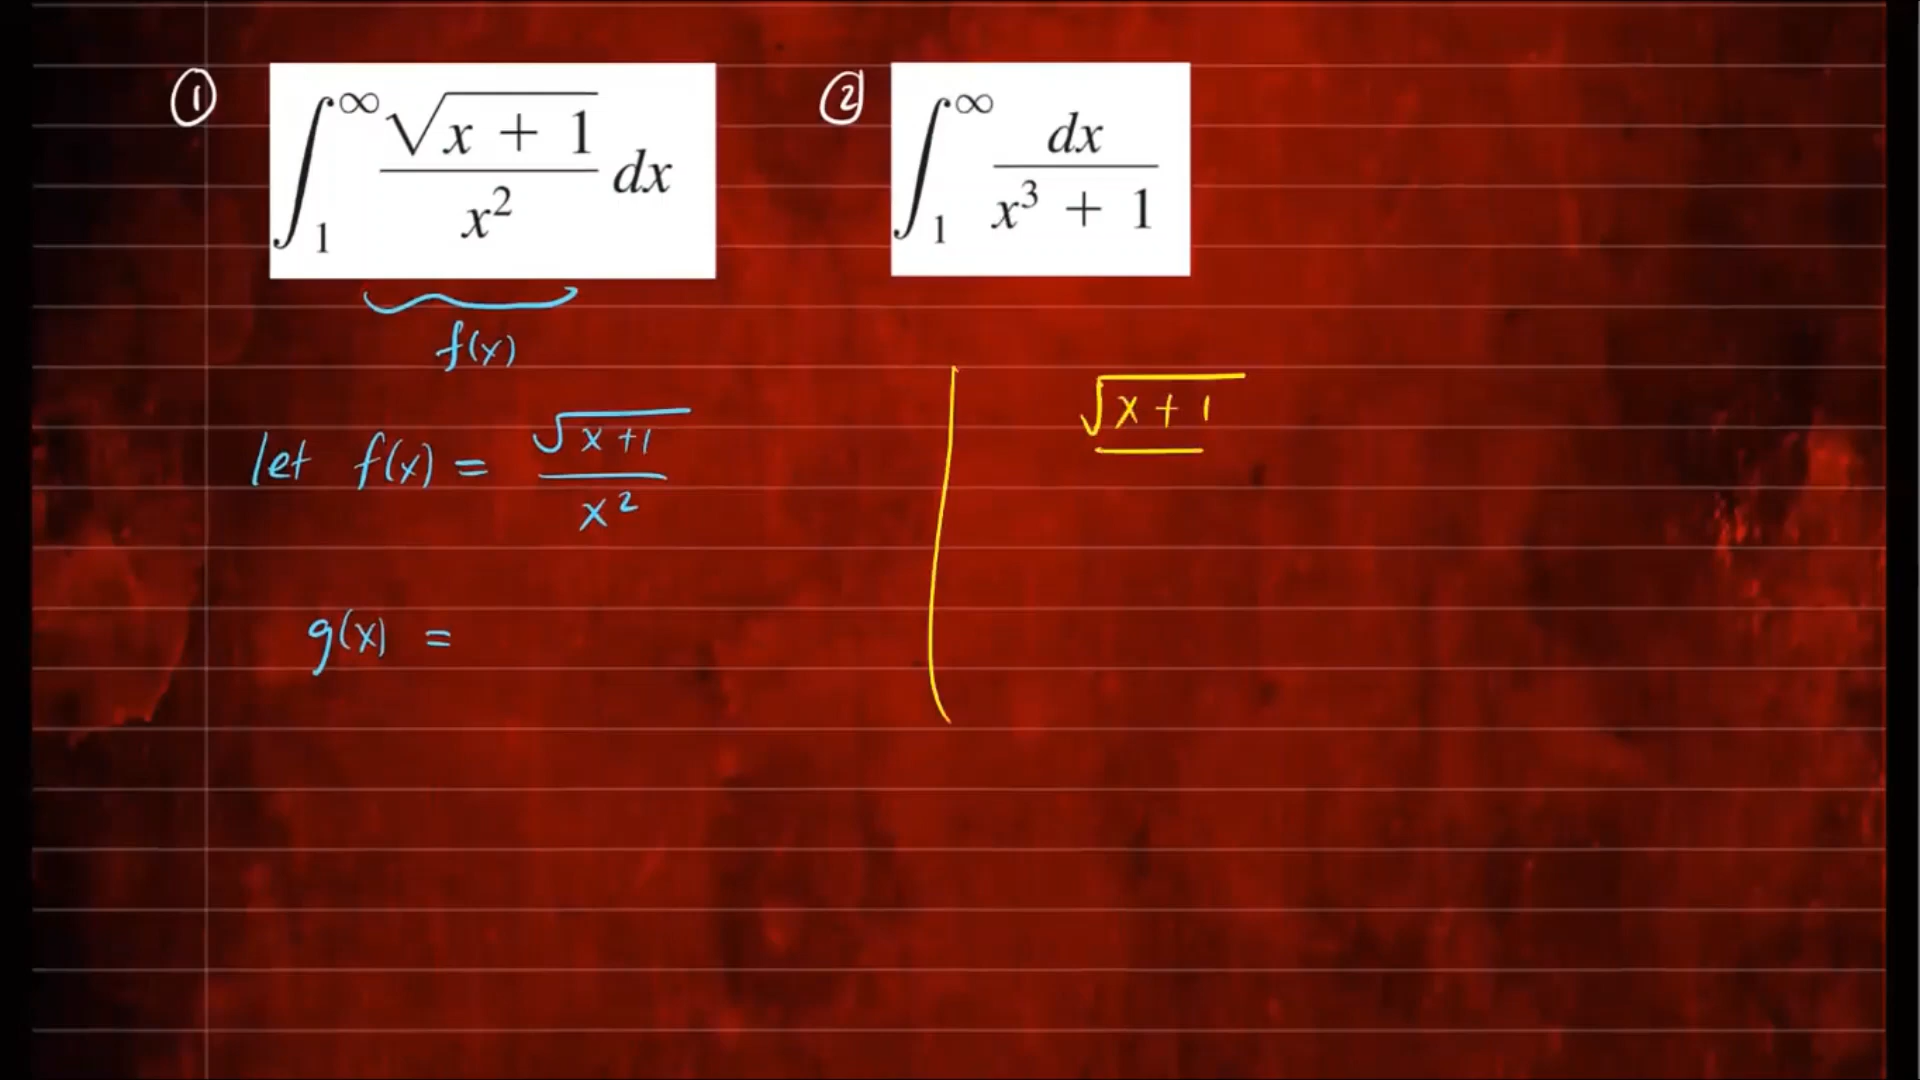 ① ∫₁^∞ √(x + 1) / x² dx ② ∫₁^∞ dx / (x³ + 1)
f(x)
let f(x) = √(x+1) / x² √(x + 1)
g(x) =